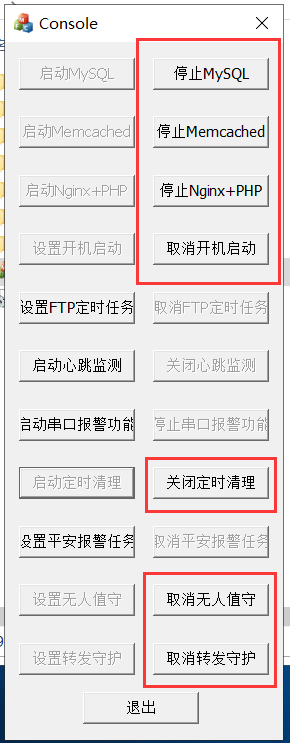 Console
启动MySQL 停止MySQL
启动Memcached 停止Memcached
启动Nginx+PHP 停止Nginx+PHP
设置开机启动 取消开机启动
设置FTP定时任务 取消FTP定时任务
启动心跳监测 关闭心跳监测
启动串口报警功能 停止串口报警功能
启动定时清理 关闭定时清理
设置平安报警任务 取消平安报警任务
设置无人值守 取消无人值守
设置转发守护 取消转发守护
退出